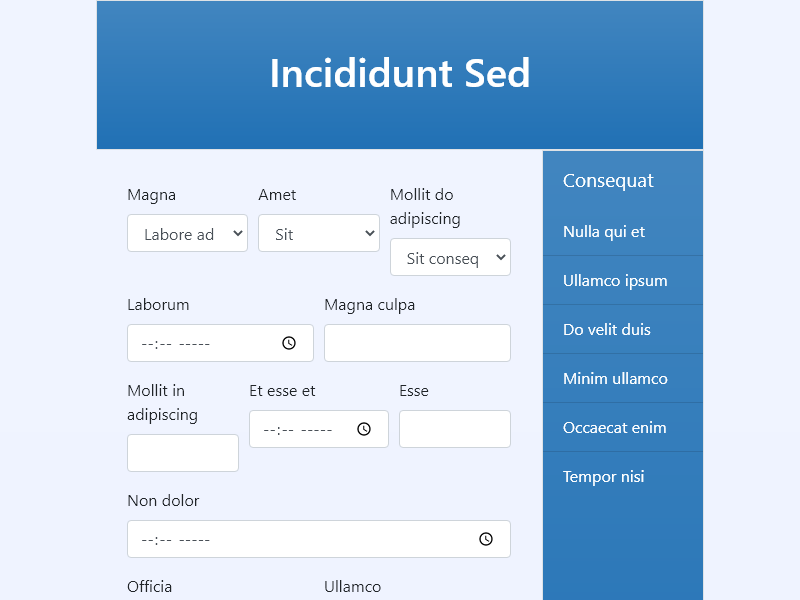 Incididunt Sed
Magna
Amet
Mollit do
adipiscing
Labore ad
Sit
Sit conseq
Laborum
Magna culpa
--:-- -----
Mollit in
adipiscing
Et esse et
Esse
--:-- -----
Non dolor
--:-- -----
Officia
Ullamco
Consequat
Nulla qui et
Ullamco ipsum
Do velit duis
Minim ullamco
Occaecat enim
Tempor nisi